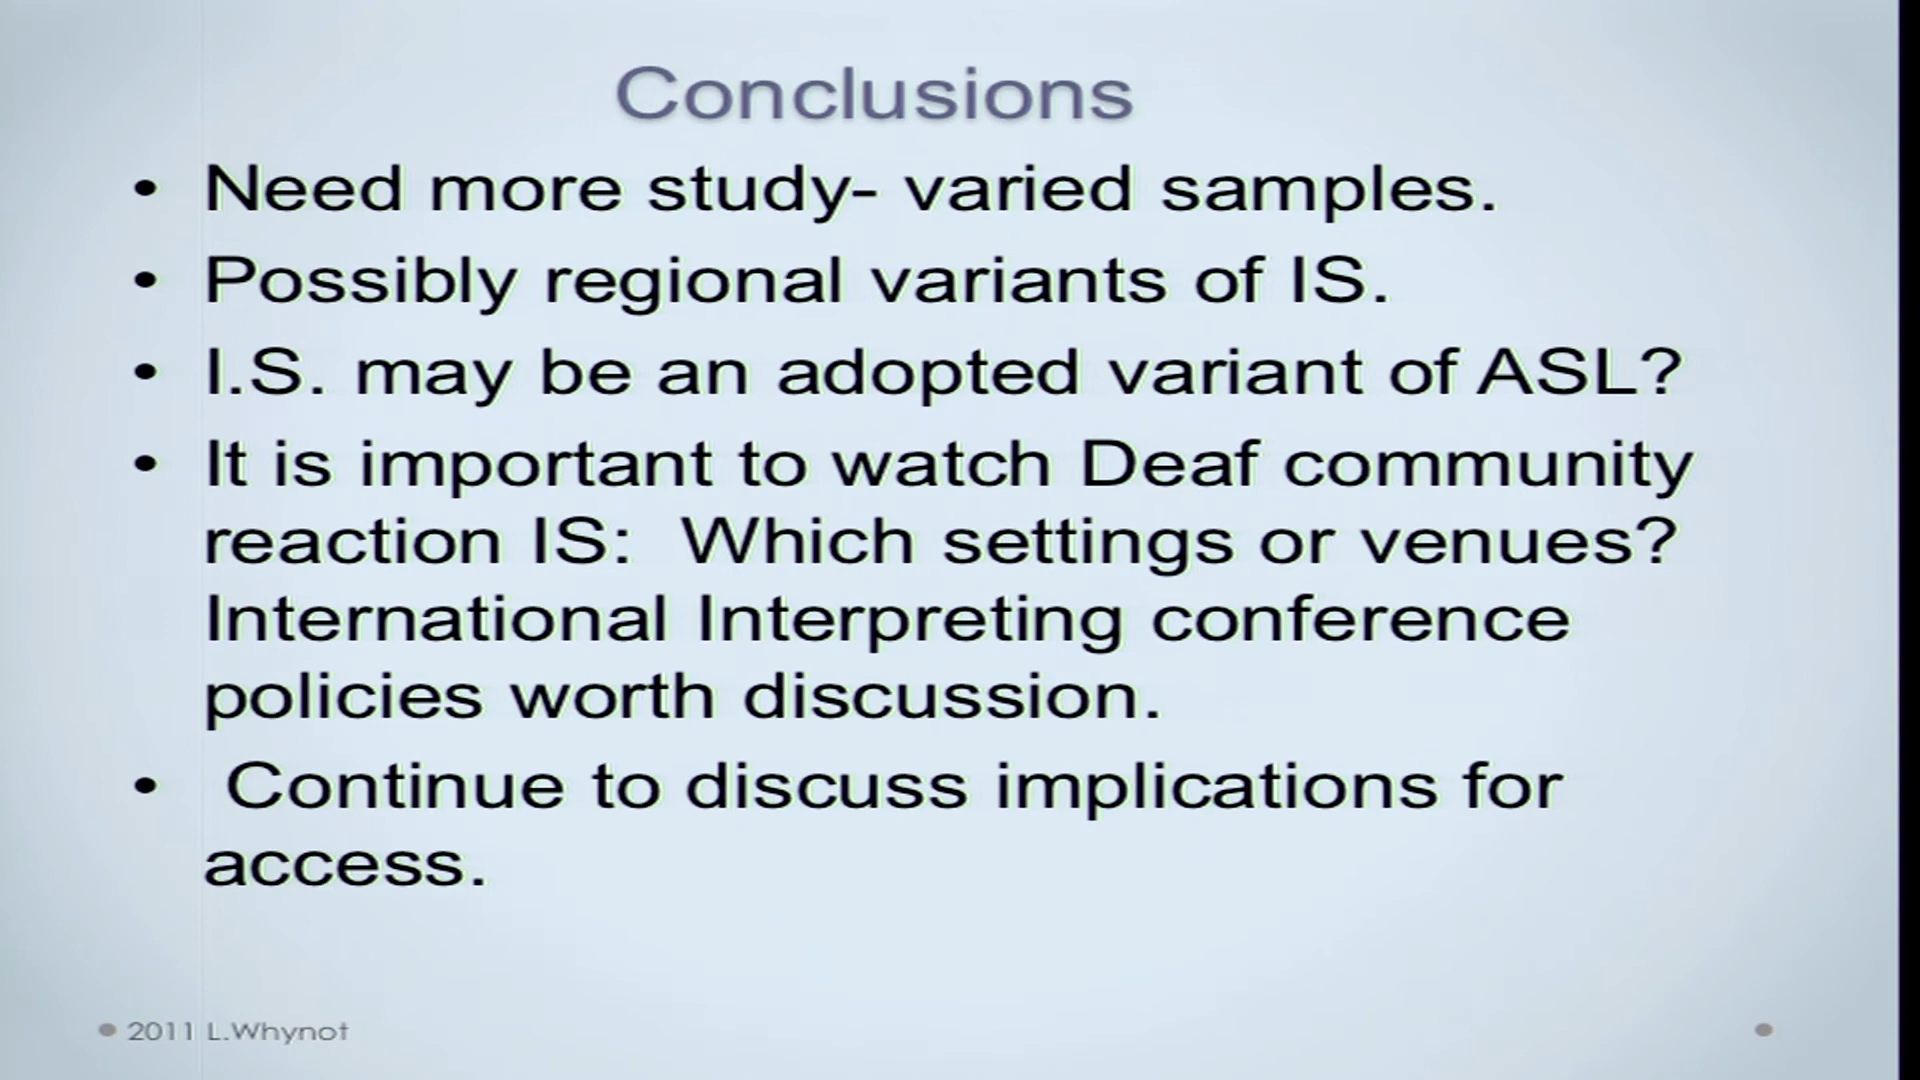 Conclusions
• Need more study- varied samples.
• Possibly regional variants of IS.
• I.S. may be an adopted variant of ASL?
• It is important to watch Deaf community
reaction IS:  Which settings or venues?
International Interpreting conference
policies worth discussion.
• Continue to discuss implications for
access.
2011 L.Whynot